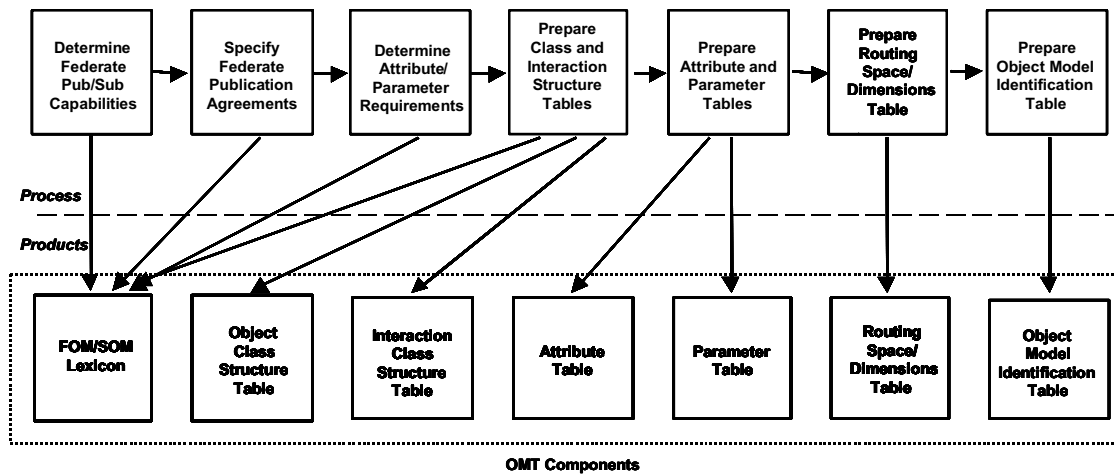 Determine
Federate
Pub/Sub
Capabilities
Specify
Federate
Publication
Agreements
Determine
Attribute/
Parameter
Requirements
Prepare
Class and
Interaction
Structure
Tables
Prepare
Attribute and
Parameter
Tables
Prepare
Routing
Space/
Dimensions
Table
Prepare
Object Model
Identification
Table
Process
Products
FOM/SOM
Lexicon
Object
Class
Structure
Table
Interaction
Class
Structure
Table
Attribute
Table
Parameter
Table
Routing
Space/
Dimensions
Table
Object
Model
Identification
Table
OMT Components